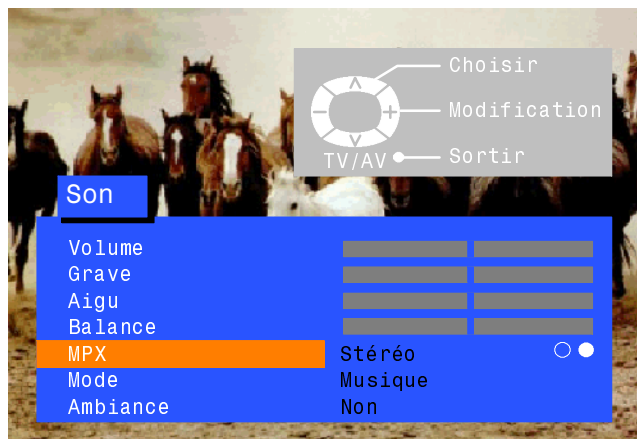 Choisir
Modification
TV/AV Sortir
Son
Volume
Grave
Aigu
Balance
MPX Stéréo
Mode Musique
Ambiance Non